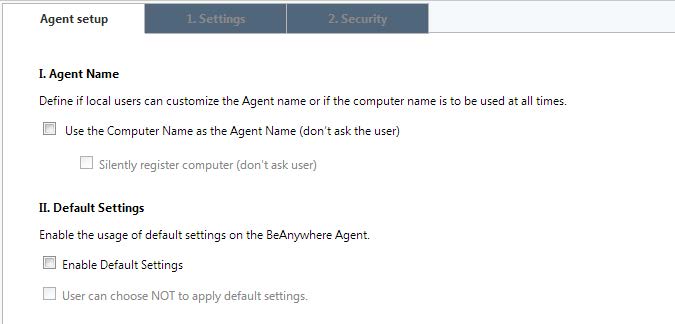 Agent setup 1. Settings 2. Security
I. Agent Name
Define if local users can customize the Agent name or if the computer name is to be used at all times.
Use the Computer Name as the Agent Name (don't ask the user)
Silently register computer (don't ask user)
II. Default Settings
Enable the usage of default settings on the BeAnywhere Agent.
Enable Default Settings
User can choose NOT to apply default settings.